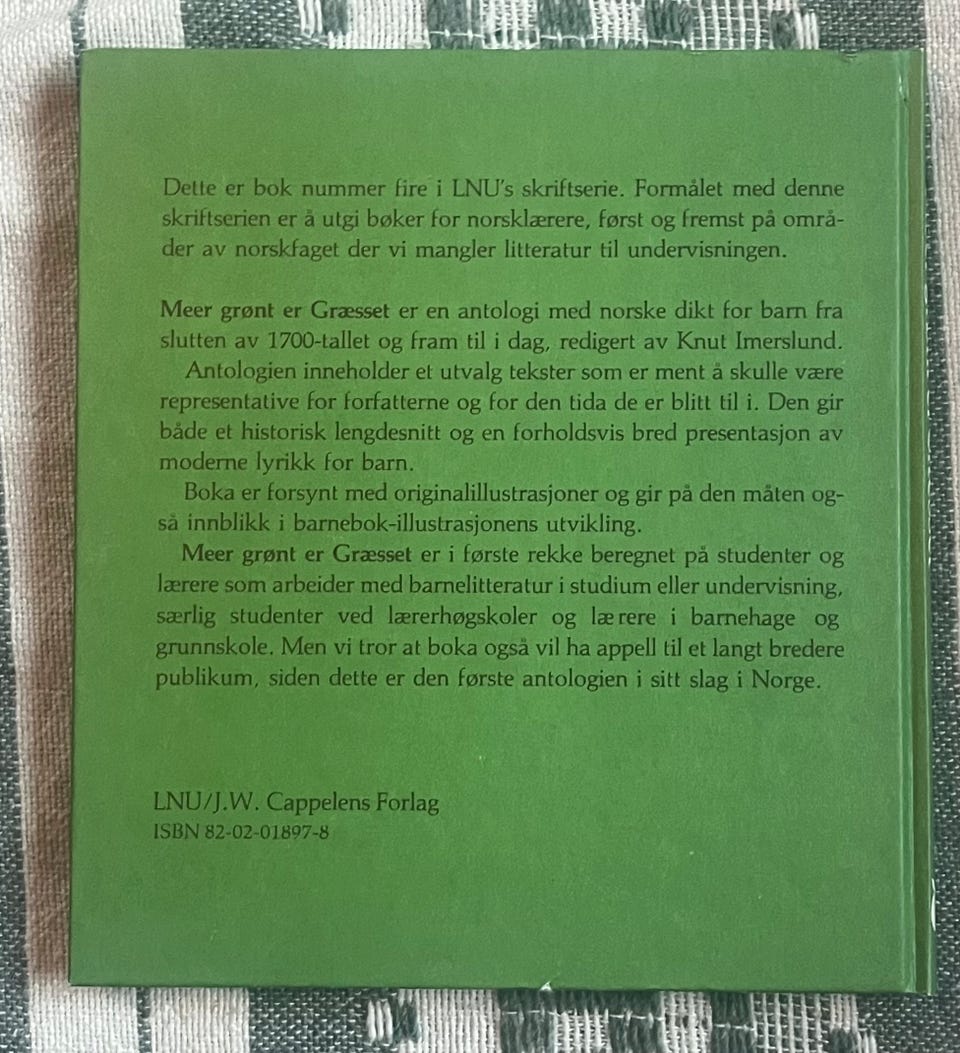 Dette er bok nummer fire i LNU's skriftserie. Formålet med denne
skriftserien er å utgi bøker for norsklærere, først og fremst på områ-
der av norskfaget der vi mangler litteratur til undervisningen.
Meer grønt er Græsset er en antologi med norske dikt for barn fra
slutten av 1700-tallet og fram til i dag, redigert av Knut Imerslund.
Antologien inneholder et utvalg tekster som er ment å skulle være
representative for forfatterne og for den tida de er blitt til i. Den gir
både et historisk lengdesnitt og en forholdsvis bred presentasjon av
moderne lyrikk for barn.
Boka er forsynt med originalillustrasjoner og gir på den måten og-
så innblikk i barnebok-illustrasjonens utvikling.
Meer grønt er Græsset er i første rekke beregnet på studenter og
lærere som arbeider med barnelitteratur i studium eller undervisning,
særlig studenter ved lærerhøgskoler og lærere i barnehage og
grunnskole. Men vi tror at boka også vil ha appell til et langt bredere
publikum, siden dette er den første antologien i sitt slag i Norge.
LNU/J.W. Cappelens Forlag
ISBN 82-02-01897-8